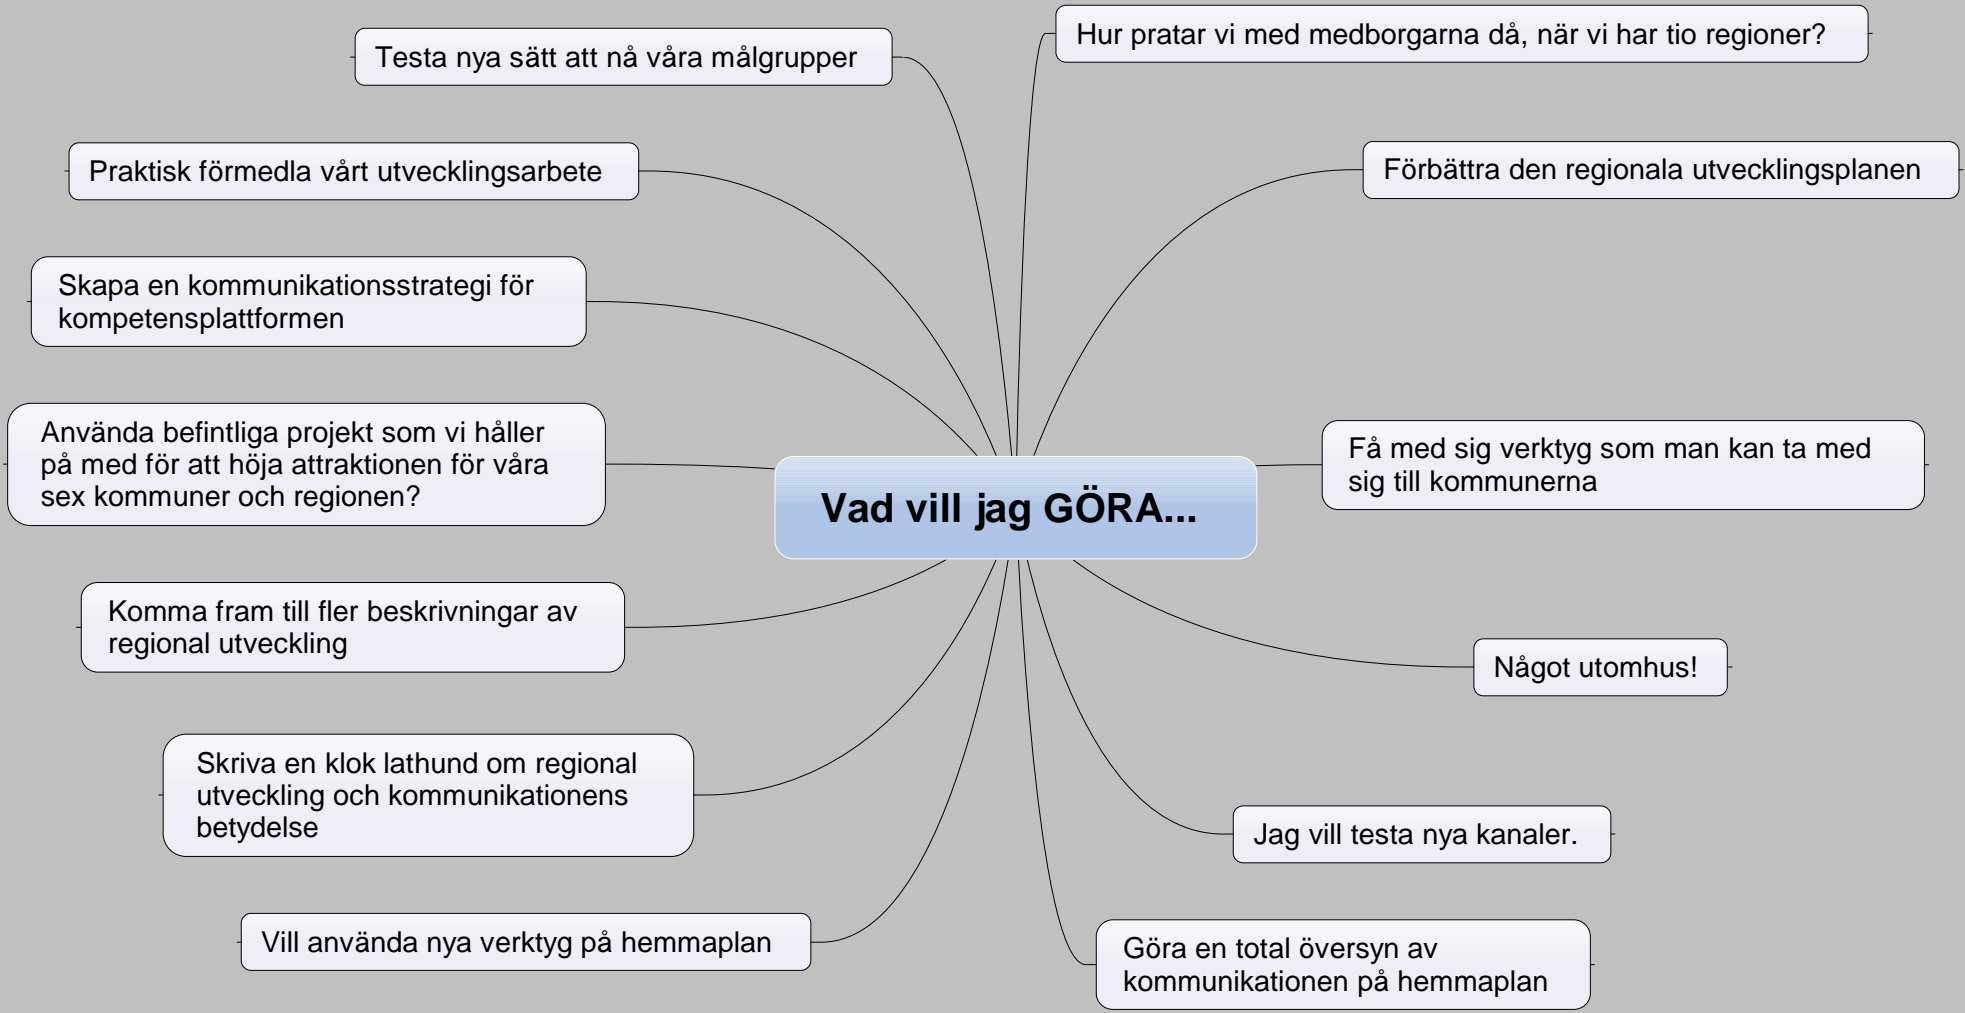 Vad vill jag GÖRA...
Hur pratar vi med medborgarna då, när vi har tio regioner?
Förbättra den regionala utvecklingsplanen
Få med sig verktyg som man kan ta med
sig till kommunerna
Något utomhus!
Jag vill testa nya kanaler.
Göra en total översyn av
kommunikationen på hemmaplan
Testa nya sätt att nå våra målgrupper
Praktisk förmedla vårt utvecklingsarbete
Skapa en kommunikationsstrategi för
kompetensplattformen
Använda befintliga projekt som vi håller
på med för att höja attraktionen för våra
sex kommuner och regionen?
Komma fram till fler beskrivningar av
regional utveckling
Skriva en klok lathund om regional
utveckling och kommunikationens
betydelse
Vill använda nya verktyg på hemmaplan